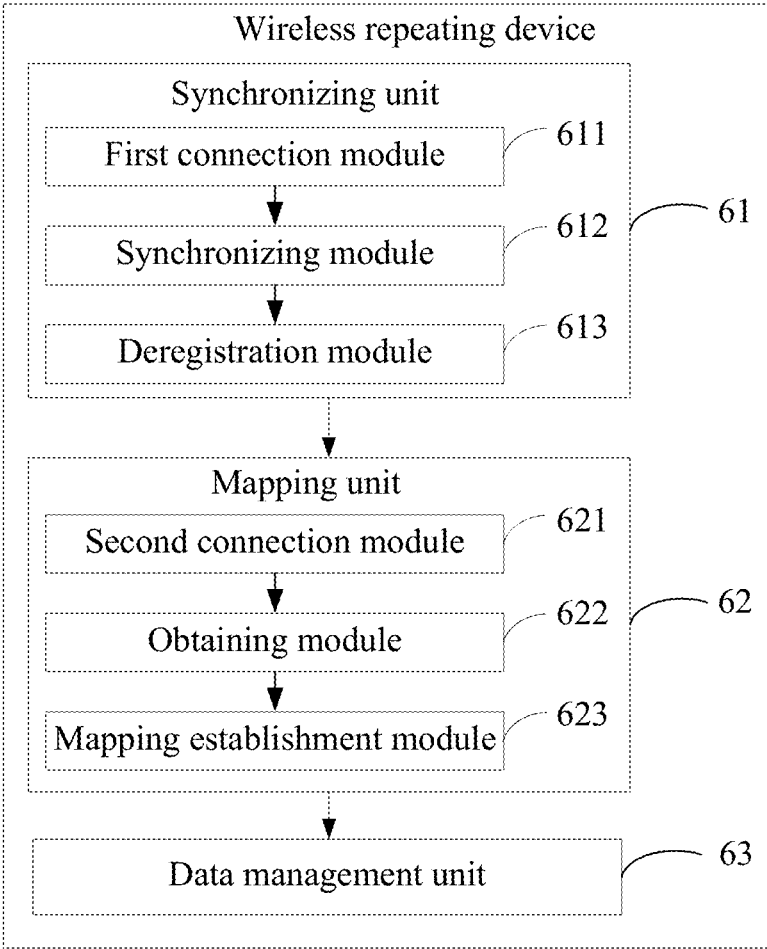 Wireless repeating device
Synchronizing unit
First connection module
611
Synchronizing module
612
61
Deregistration module
613
Mapping unit
Second connection module
621
Obtaining module
622
62
Mapping establishment module
623
Data management unit
63